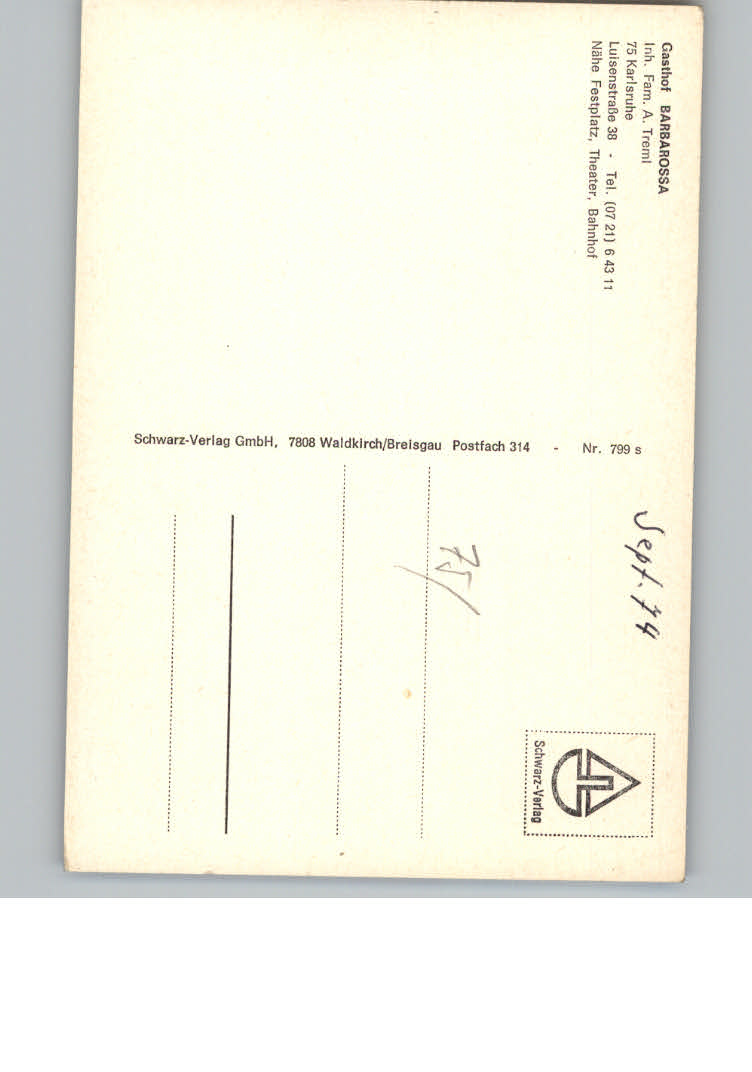 Gasthof BARBAROSSA
Inh. Fam. A. Treml
75 Karlsruhe
Luisenstraße 38 - Tel. (07 21) 6 43 11
Nähe Festplatz, Theater, Bahnhof
Schwarz-Verlag GmbH, 7808 Waldkirch/Breisgau Postfach 314 - Nr. 799 s
Sept. 74
75/
Schwarz-Verlag